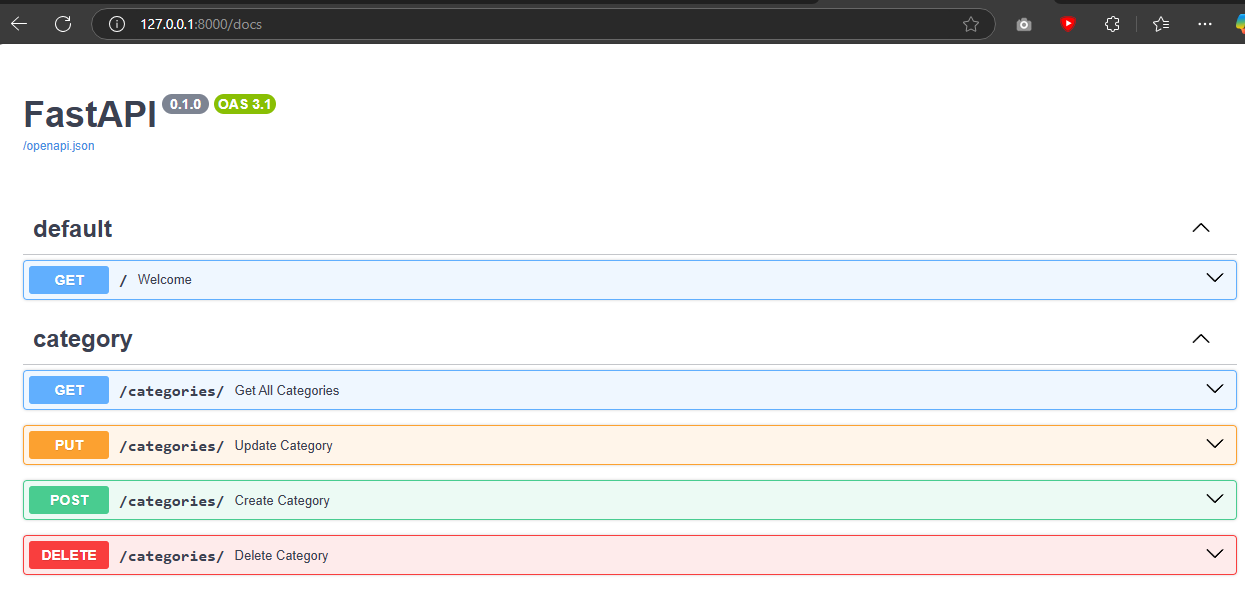 127.0.0.1:8000/docs
FastAPI 0.1.0 OAS 3.1
/openapi.json
default
GET / Welcome
category
GET /categories/ Get All Categories
PUT /categories/ Update Category
POST /categories/ Create Category
DELETE /categories/ Delete Category